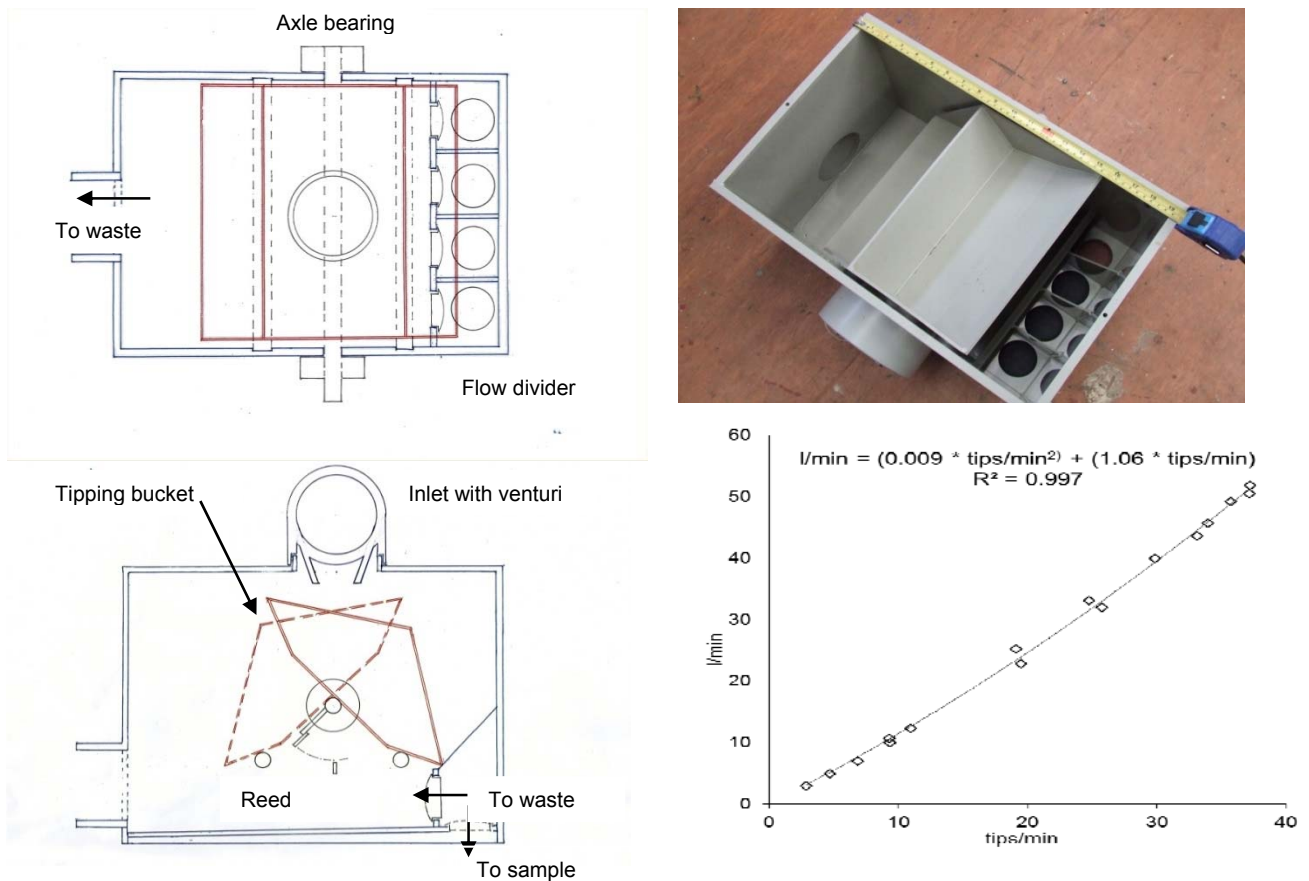 Axle bearing
To waste
Flow divider
Tipping bucket
Inlet with venturi
Reed
To waste
To sample
l/min = (0.009 * tips/min²⁾ + (1.06 * tips/min)
R² = 0.997
60
50
40
30
20
10
0
l/min
0
10
20
30
40
tips/min